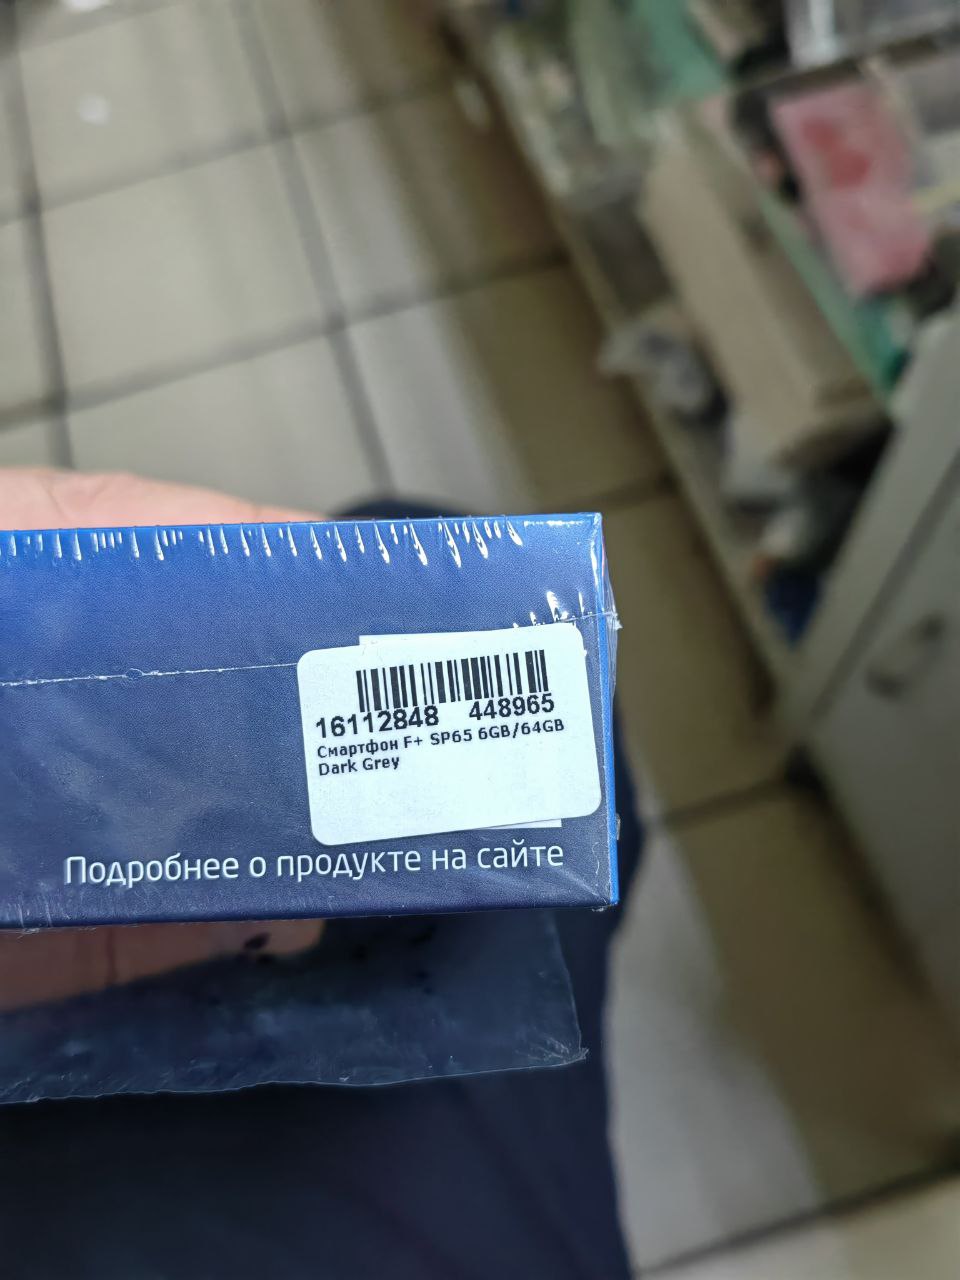 16112848 448965
Смартфон F+ SP65 6GB/64GB
Dark Grey
Подробнее о продукте на сайте